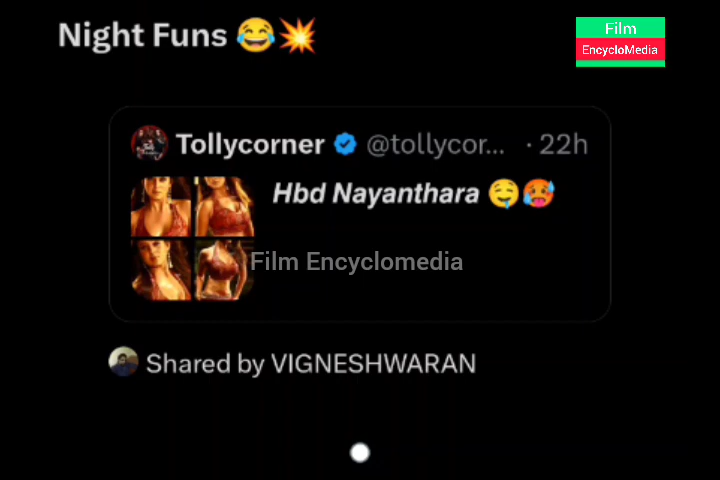 Night Funs 😂💥
Film
EncycloMedia
Tollycorner @tollycor... · 22h
Hbd Nayanthara 🤤🥵
Film Encyclomedia
Shared by VIGNESHWARAN